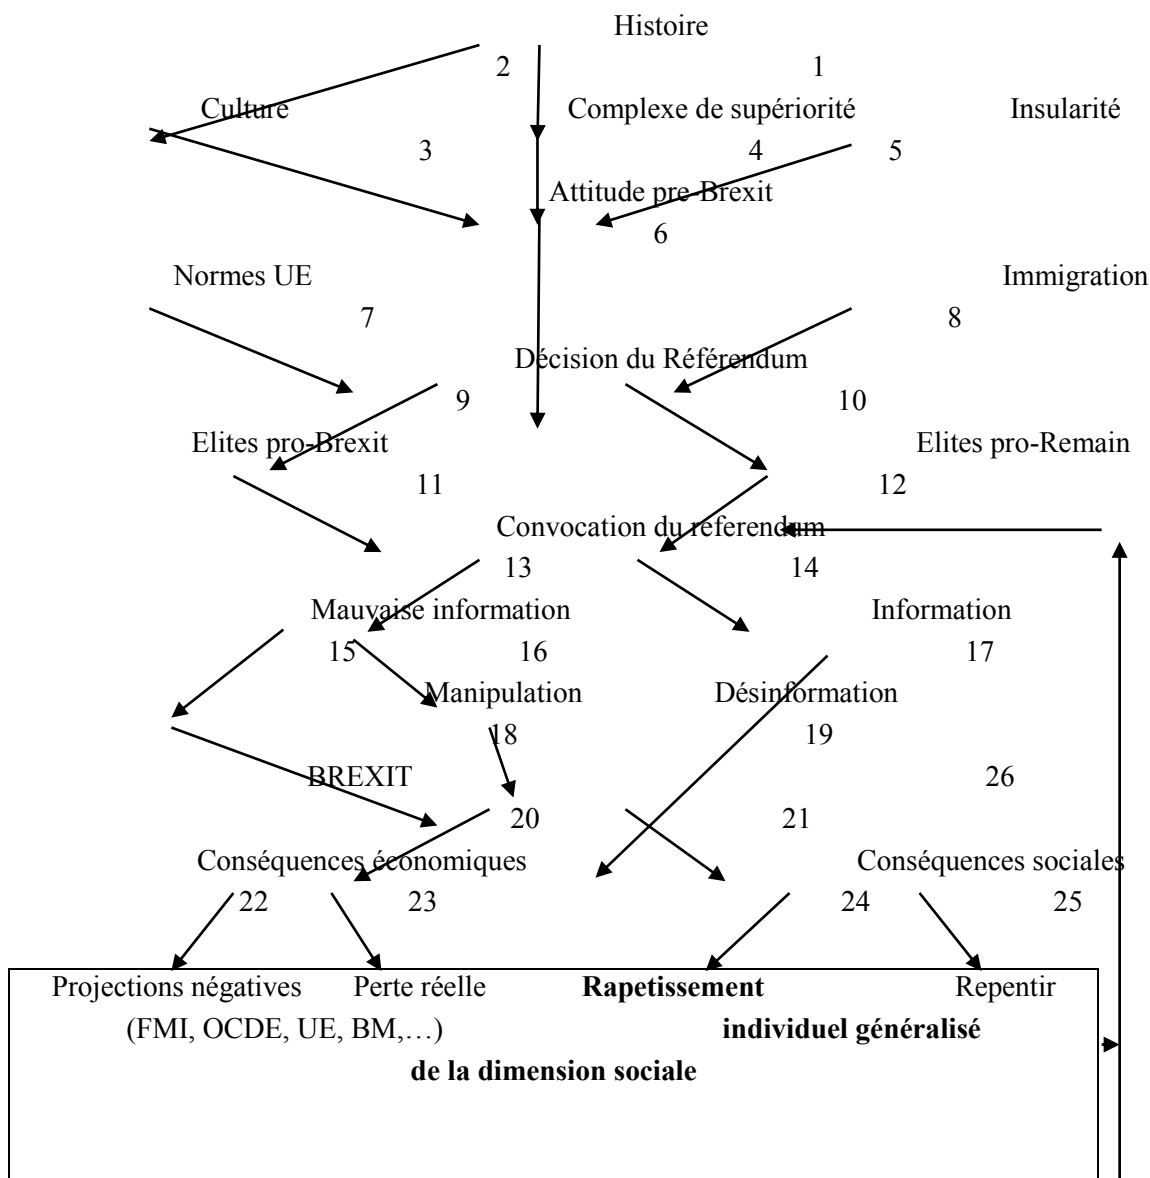 Histoire
2 1
Culture Complexe de supériorité Insularité
3 4 5
Attitude pre-Brexit
6
Normes UE Immigration
7 8
Décision du Référendum
9 10
Elites pro-Brexit Elites pro-Remain
11 12
Convocation du réferendum
13 14
Mauvaise information Information
15 16 17
Manipulation Désinformation
18 19
BREXIT 26
20 21
Conséquences économiques Conséquences sociales
22 23 24 25
Projections négatives Perte réelle Rapetissement Repentir
(FMI, OCDE, UE, BM,…) individuel généralisé
de la dimension sociale